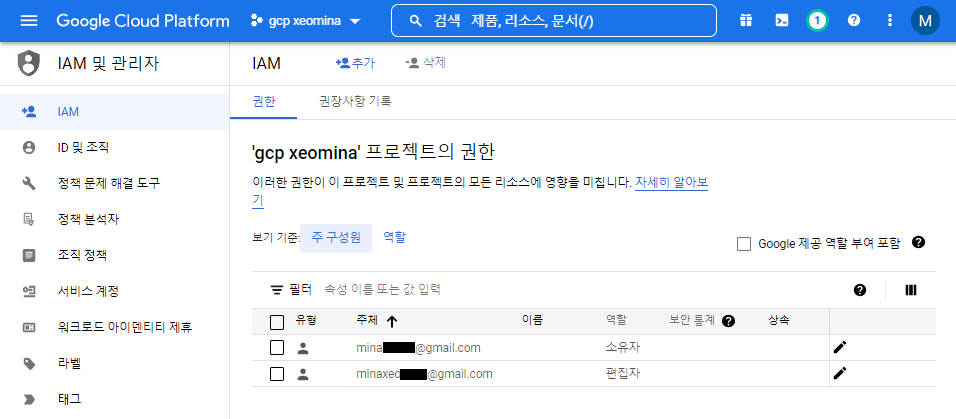 Google Cloud Platform gcp xeomina 검색 제품, 리소스, 문서(/) 1 M
IAM 및 관리자
IAM 추가 삭제
IAM
권한 권장사항 기록
ID 및 조직
'gcp xeomina' 프로젝트의 권한
정책 문제 해결 도구
이러한 권한이 이 프로젝트 및 프로젝트의 모든 리소스에 영향을 미칩니다. 자세히 알아보
기
정책 분석자
보기 기준: 주 구성원 역할
Google 제공 역할 부여 포함
조직 정책
서비스 계정
필터 속성 이름 또는 값 입력
워크로드 아이덴티티 제휴
유형 주체 이름 역할 보안 통계 상속
라벨
mina @gmail.com 소유자
minaxeo @gmail.com 편집자
태그